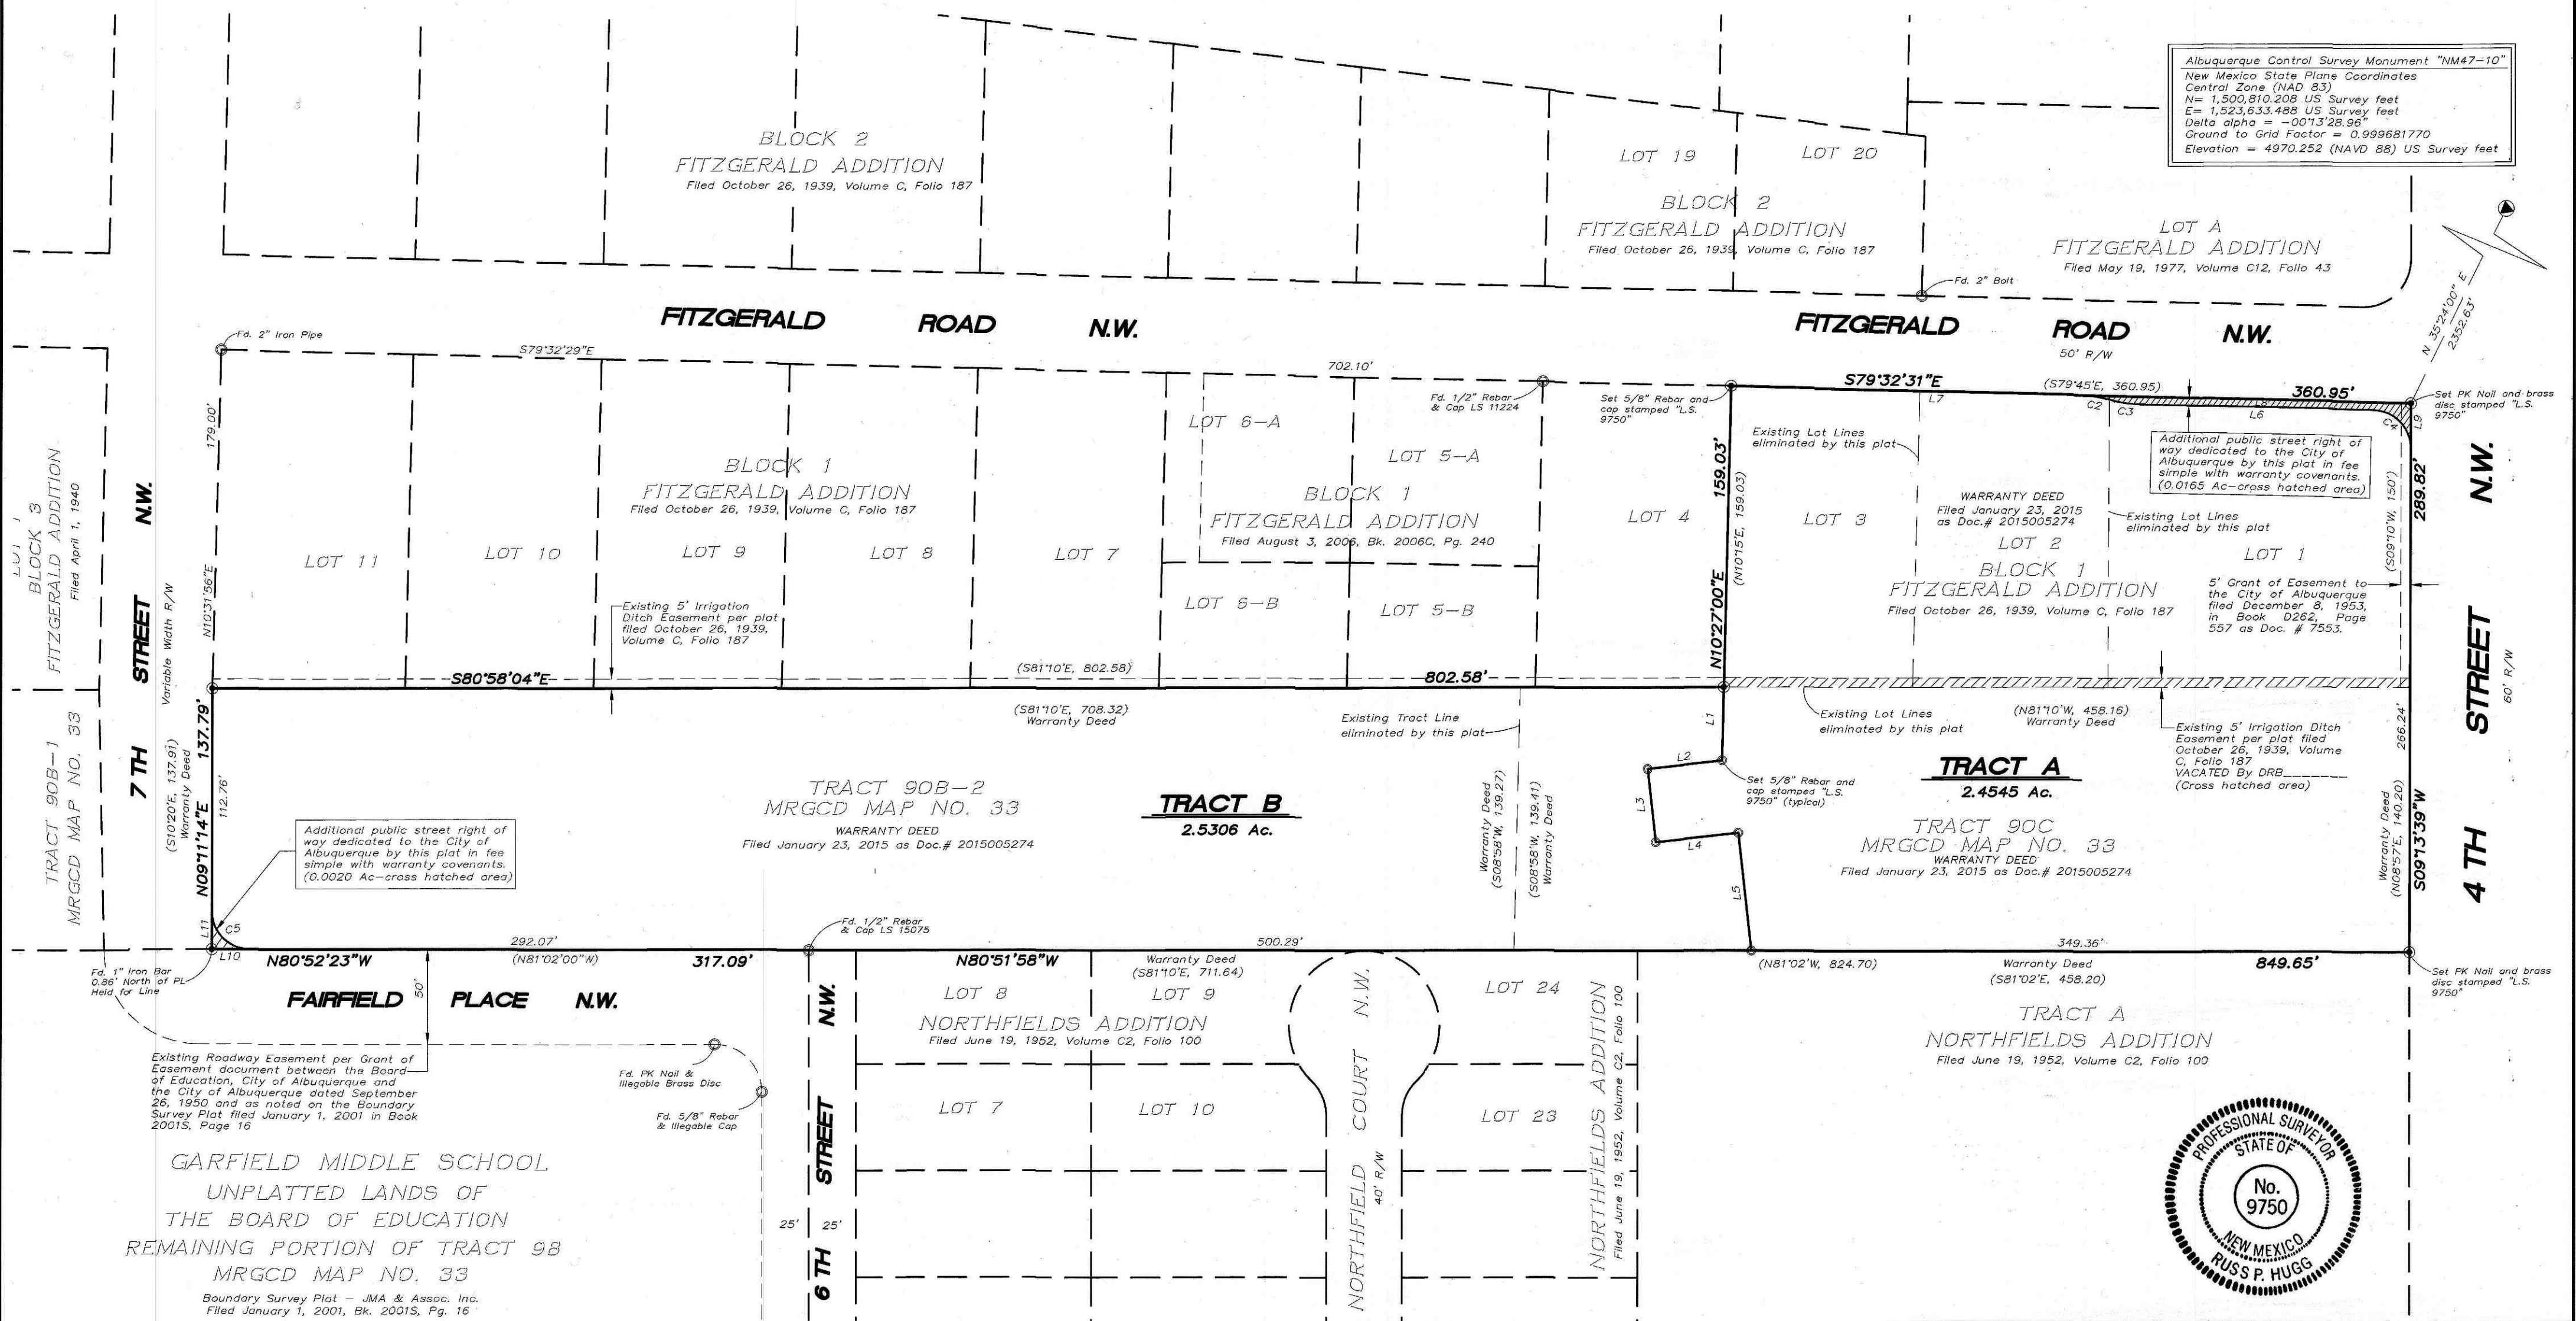 Albuquerque Control Survey Monument "NM47-10"
New Mexico State Plane Coordinates
Central Zone (NAD 83)
N= 1,500,810.208 US Survey feet
E= 1,523,633.488 US Survey feet
Delta alpha = -00°13'28.96"
Ground to Grid Factor = 0.999681770
Elevation = 4970.252 (NAVD 88) US Survey feet
BLOCK 2
FITZGERALD ADDITION
Filed October 26, 1939, Volume C, Folio 187
LOT 19
LOT 20
BLOCK 2
FITZGERALD ADDITION
Filed October 26, 1939, Volume C, Folio 187
LOT A
FITZGERALD ADDITION
Filed May 19, 1977, Volume C12, Folio 43
Fd. 2" Bolt
N 35°24'00" E
2352.63'
FITZGERALD ROAD N.W.
FITZGERALD ROAD N.W.
50' R/W
Fd. 2" Iron Pipe
S79°32'29"E
702.10'
Fd. 1/2" Rebar
& Cap LS 11224
Set 5/8" Rebar and
cap stamped "L.S.
9750"
S79°32'31"E
(S79°45'E, 360.95)
360.95'
L7
C2
C3
L8
L6
C4
L9
Set PK Nail and brass
disc stamped "L.S.
9750"
BLOCK 3
FITZGERALD ADDITION
Filed April 1, 1940
7 TH STREET N.W.
Variable Width R/W
179.00'
N10°31'56"E
LOT 11
LOT 10
LOT 9
LOT 8
LOT 7
BLOCK 1
FITZGERALD ADDITION
Filed October 26, 1939, Volume C, Folio 187
LOT 6-A
LOT 5-A
BLOCK 1
FITZGERALD ADDITION
Filed August 3, 2006, Bk. 2006C, Pg. 240
LOT 6-B
LOT 5-B
LOT 4
159.03'
(N10°15'E, 159.03)
N10°27'00"E
Existing Lot Lines
eliminated by this plat
LOT 3
WARRANTY DEED
Filed January 23, 2015
as Doc.# 2015005274
LOT 2
BLOCK 1
FITZGERALD ADDITION
Filed October 26, 1939, Volume C, Folio 187
Additional public street right of
way dedicated to the City of
Albuquerque by this plat in fee
simple with warranty covenants.
(0.0165 Ac-cross hatched area)
Existing Lot Lines
eliminated by this plat
LOT 1
5' Grant of Easement to
the City of Albuquerque
filed December 8, 1953,
in Book D262, Page
557 as Doc. # 7553.
(S09°10'W, 150')
289.82'
4 TH STREET N.W.
60' R/W
Existing 5' Irrigation
Ditch Easement per plat
filed October 26, 1939,
Volume C, Folio 187
S80°58'04"E
(S81°10'E, 802.58)
802.58'
(S81°10'E, 708.32)
Warranty Deed
Existing Tract Line
eliminated by this plat
L1
Existing Lot Lines
eliminated by this plat
(N81°10'W, 458.16)
Warranty Deed
Existing 5' Irrigation Ditch
Easement per plat filed
October 26, 1939, Volume
C, Folio 187
VACATED By DRB
(Cross hatched area)
266.24'
Warranty Deed
(N08°57'E, 140.20)
S09°13'39"W
TRACT 90B-1
MRGCD MAP NO. 33
137.79'
(S10°20'E, 137.91)
Warranty Deed
N09°11'14"E
112.76'
Additional public street right of
way dedicated to the City of
Albuquerque by this plat in fee
simple with warranty covenants.
(0.0020 Ac-cross hatched area)
TRACT 90B-2
MRGCD MAP NO. 33
WARRANTY DEED
Filed January 23, 2015 as Doc.# 2015005274
TRACT B
2.5306 Ac.
Warranty Deed
(S08°58'W, 139.27)
(S08°58'W, 139.41)
Warranty Deed
L2
L3
L4
L5
Set 5/8" Rebar and
cap stamped "L.S.
9750" (typical)
TRACT A
2.4545 Ac.
TRACT 90C
MRGCD MAP NO. 33
WARRANTY DEED
Filed January 23, 2015 as Doc.# 2015005274
L11
C5
L10
Fd. 1" Iron Bar
0.86' North of PL
Held for Line
N80°52'23"W
292.07'
(N81°02'00"W)
317.09'
Fd. 1/2" Rebar
& Cap LS 15075
N80°51'58"W
500.29'
Warranty Deed
(S81°10'E, 711.64)
(N81°02'W, 824.70)
349.36'
Warranty Deed
(S81°02'E, 458.20)
849.65'
Set PK Nail and brass
disc stamped "L.S.
9750"
FAIRFIELD PLACE N.W.
50'
Existing Roadway Easement per Grant of
Easement document between the Board
of Education, City of Albuquerque and
the City of Albuquerque dated September
26, 1950 and as noted on the Boundary
Survey Plat filed January 1, 2001 in Book
2001S, Page 16
Fd. PK Nail &
Illegable Brass Disc
Fd. 5/8" Rebar
& Illegable Cap
GARFIELD MIDDLE SCHOOL
UNPLATTED LANDS OF
THE BOARD OF EDUCATION
REMAINING PORTION OF TRACT 98
MRGCD MAP NO. 33
Boundary Survey Plat - JMA & Assoc. Inc.
Filed January 1, 2001, Bk. 2001S, Pg. 16
25'
25'
6 TH STREET N.W.
LOT 8
LOT 9
NORTHFIELDS ADDITION
Filed June 19, 1952, Volume C2, Folio 100
LOT 7
LOT 10
NORTHFIELD COURT N.W.
40' R/W
LOT 24
LOT 23
NORTHFIELDS ADDITION
Filed June 19, 1952, Volume C2, Folio 100
TRACT A
NORTHFIELDS ADDITION
Filed June 19, 1952, Volume C2, Folio 100
PROFESSIONAL SURVEYOR
STATE OF
No.
9750
NEW MEXICO
RUSS P. HUGG